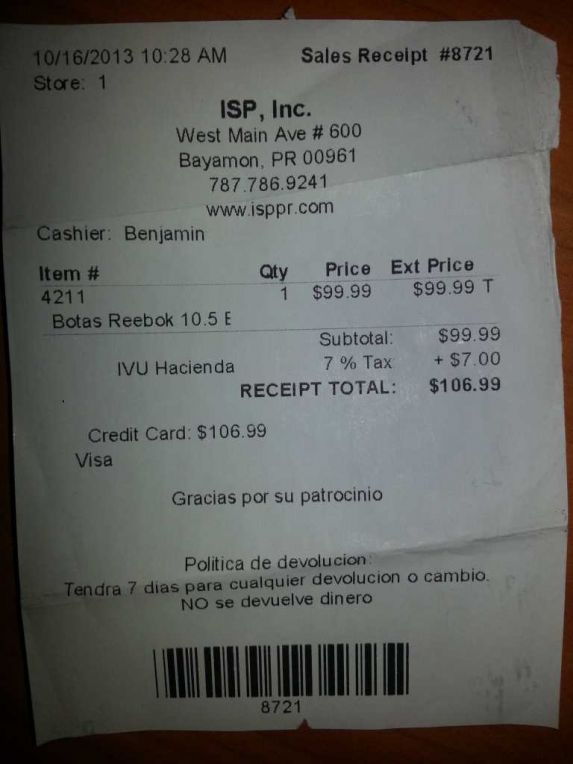 10/16/2013 10:28 AM Sales Receipt #8721
Store: 1
ISP, Inc.
West Main Ave # 600
Bayamon, PR 00961
787.786.9241
www.isppr.com
Cashier: Benjamin
Item # Qty Price Ext Price
4211 1 $99.99 $99.99 T
Botas Reebok 10.5 E
Subtotal: $99.99
IVU Hacienda 7 % Tax + $7.00
RECEIPT TOTAL: $106.99
Credit Card: $106.99
Visa
Gracias por su patrocinio
Politica de devolucion:
Tendra 7 dias para cualquier devolucion o cambio.
NO se devuelve dinero
8721